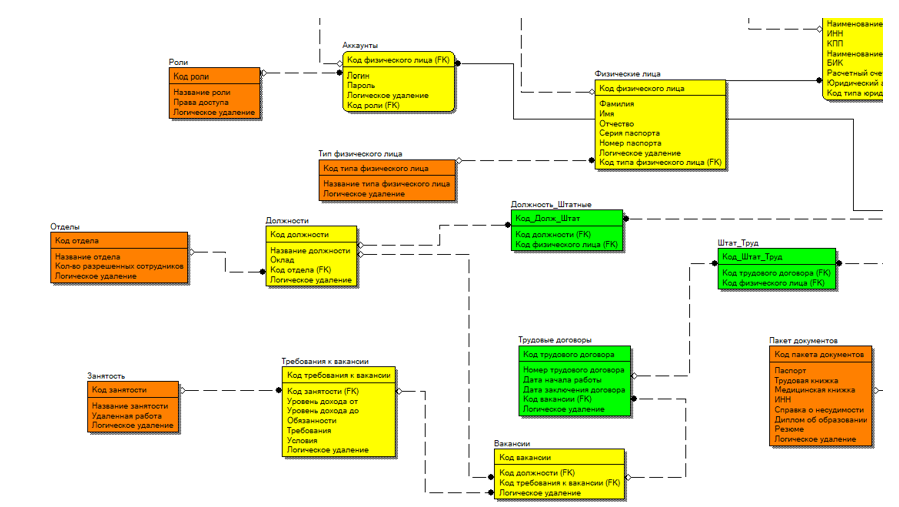 Наименование
ИНН
КПП
Наименование
БИК
Расчетный сче
Юридический
Код типа юрид
Аккаунты
Код физического лица (FK)
Логин
Пароль
Логическое удаление
Код роли (FK)
Роли
Код роли
Название роли
Права доступа
Логическое удаление
Физические лица
Код физического лица
Фамилия
Имя
Отчество
Серия паспорта
Номер паспорта
Логическое удаление
Код типа физического лица (FK)
Тип физического лица
Код типа физического лица
Название типа физического лица
Логическое удаление
Должность_Штатные
Код_Долж_Штат
Код должности (FK)
Код физического лица (FK)
Должности
Код должности
Название должности
Оклад
Код отдела (FK)
Логическое удаление
Отделы
Код отдела
Название отдела
Кол-во разрешенных сотрудников
Логическое удаление
Штат_Труд
Код_Штат_Труд
Код трудового договора (FK)
Код физического лица (FK)
Трудовые договоры
Код трудового договора
Номер трудового договора
Дата начала работы
Дата заключения договора
Код вакансии (FK)
Логическое удаление
Пакет документов
Код пакета документов
Паспорт
Трудовая книжка
Медицинская книжка
ИНН
Справка о несудимости
Диплом об образовании
Резюме
Логическое удаление
Требования к вакансии
Код требования к вакансии
Код занятости (FK)
Уровень дохода от
Уровень дохода до
Обязанности
Требования
Условия
Логическое удаление
Занятость
Код занятости
Название занятости
Удаленная работа
Логическое удаление
Вакансии
Код вакансии
Код должности (FK)
Код требования к вакансии (FK)
Логическое удаление